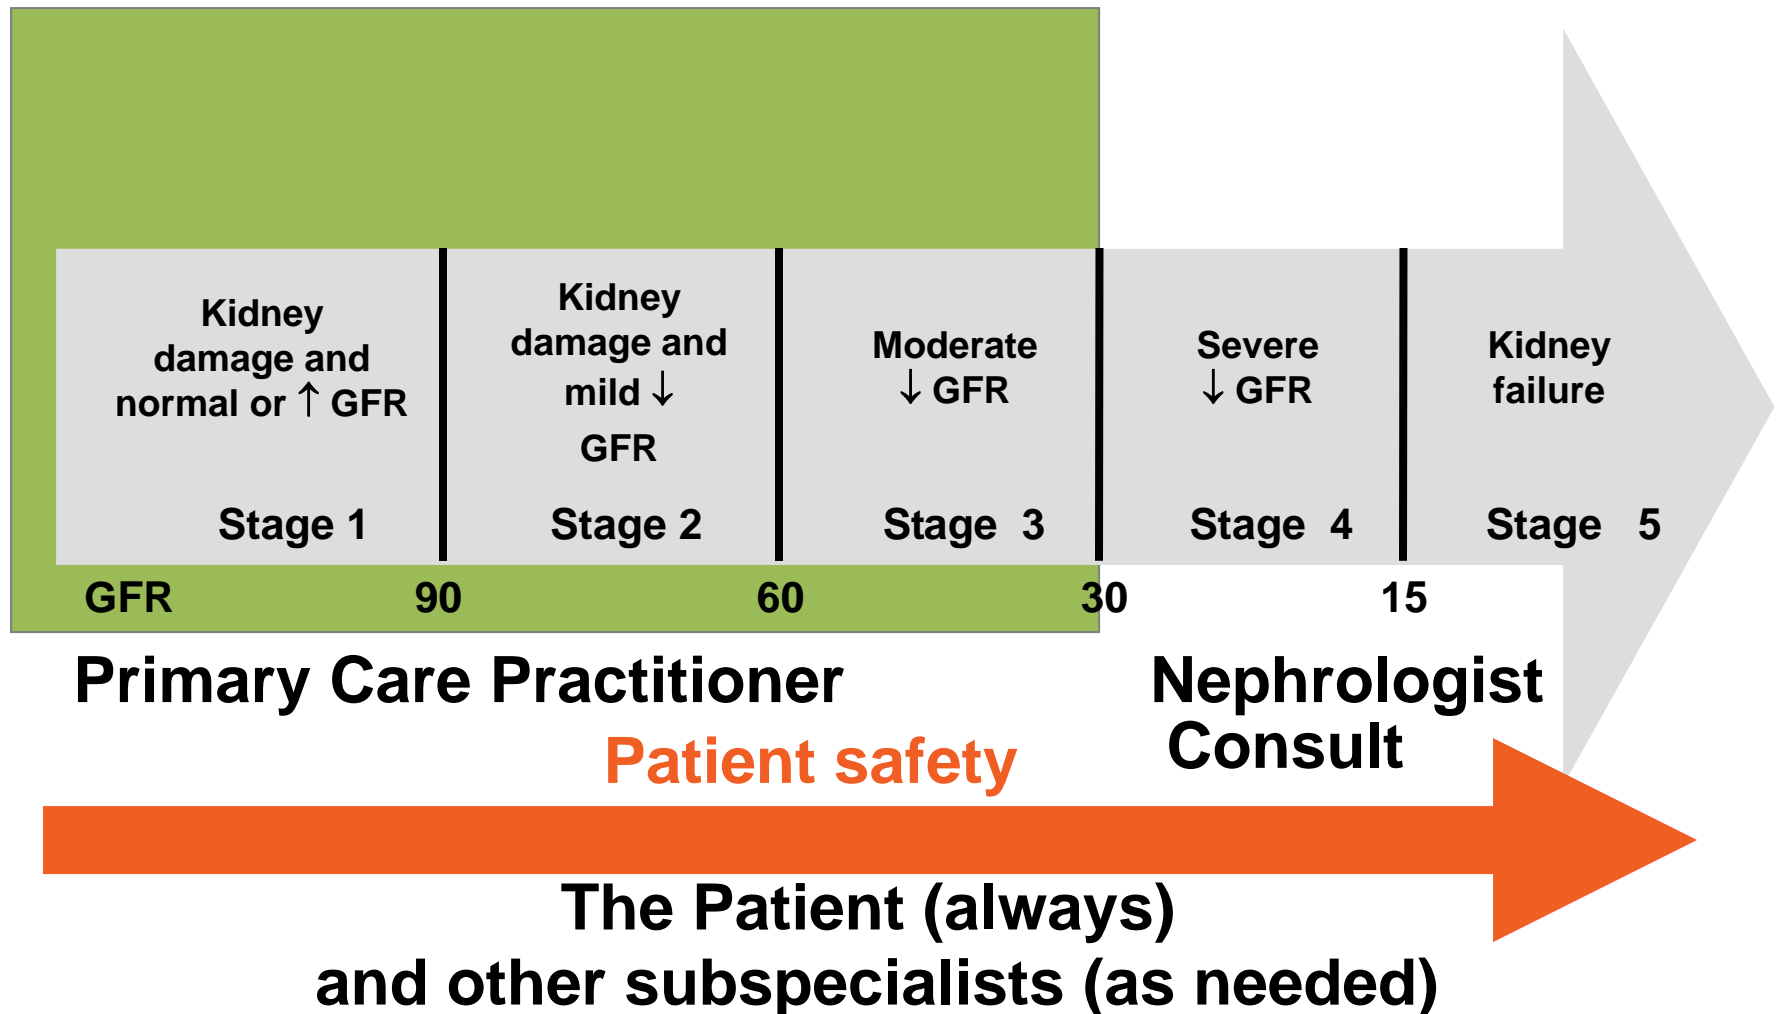 Kidney
damage and
normal or ↑ GFR
Stage 1
Kidney
damage and
mild ↓
GFR
Stage 2
Moderate
↓ GFR
Stage 3
Severe
↓ GFR
Stage 4
Kidney
failure
Stage 5
GFR 90 60 30 15
Primary Care Practitioner
Nephrologist
Consult
Patient safety
The Patient (always)
and other subspecialists (as needed)